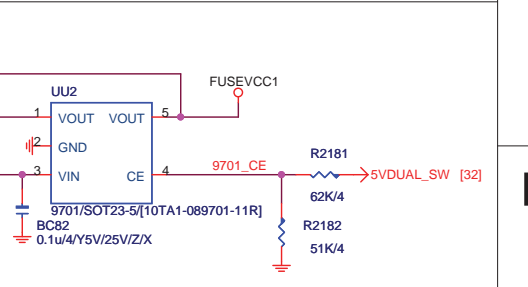 UU2
FUSEVCC1
1 VOUT VOUT 5
2 GND
3 VIN CE 4
9701_CE
R2181
5VDUAL_SW [32]
62K/4
9701/SOT23-5/[10TA1-089701-11R]
BC82
0.1u/4/Y5V/25V/Z/X
R2182
51K/4